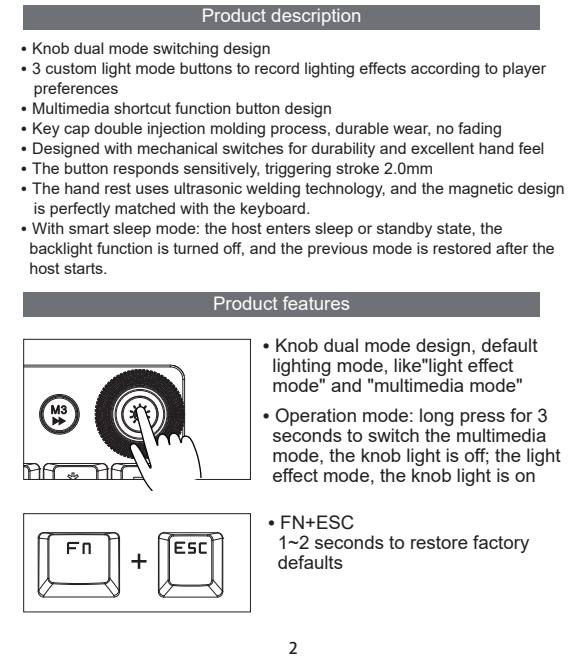 Product description
• Knob dual mode switching design
• 3 custom light mode buttons to record lighting effects according to player
preferences
• Multimedia shortcut function button design
• Key cap double injection molding process, durable wear, no fading
• Designed with mechanical switches for durability and excellent hand feel
• The button responds sensitively, triggering stroke 2.0mm
• The hand rest uses ultrasonic welding technology, and the magnetic design
is perfectly matched with the keyboard.
• With smart sleep mode: the host enters sleep or standby state, the
backlight function is turned off, and the previous mode is restored after the
host starts.
Product features
M3
• Knob dual mode design, default
lighting mode, like"light effect
mode" and "multimedia mode"
• Operation mode: long press for 3
seconds to switch the multimedia
mode, the knob light is off; the light
effect mode, the knob light is on
Fn + ESC
• FN+ESC
1~2 seconds to restore factory
defaults
2